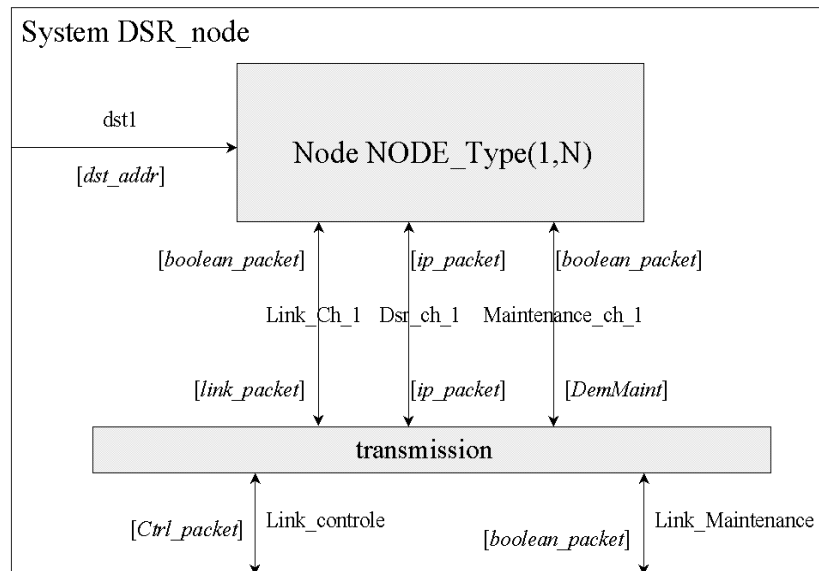 System DSR_node
dst1
[dst_addr]
Node NODE_Type(1,N)
[boolean_packet] [ip_packet] [boolean_packet]
Link_Ch_1 Dsr_ch_1 Maintenance_ch_1
[link_packet] [ip_packet] [DemMaint]
transmission
[Ctrl_packet] Link_controle
[boolean_packet] Link_Maintenance